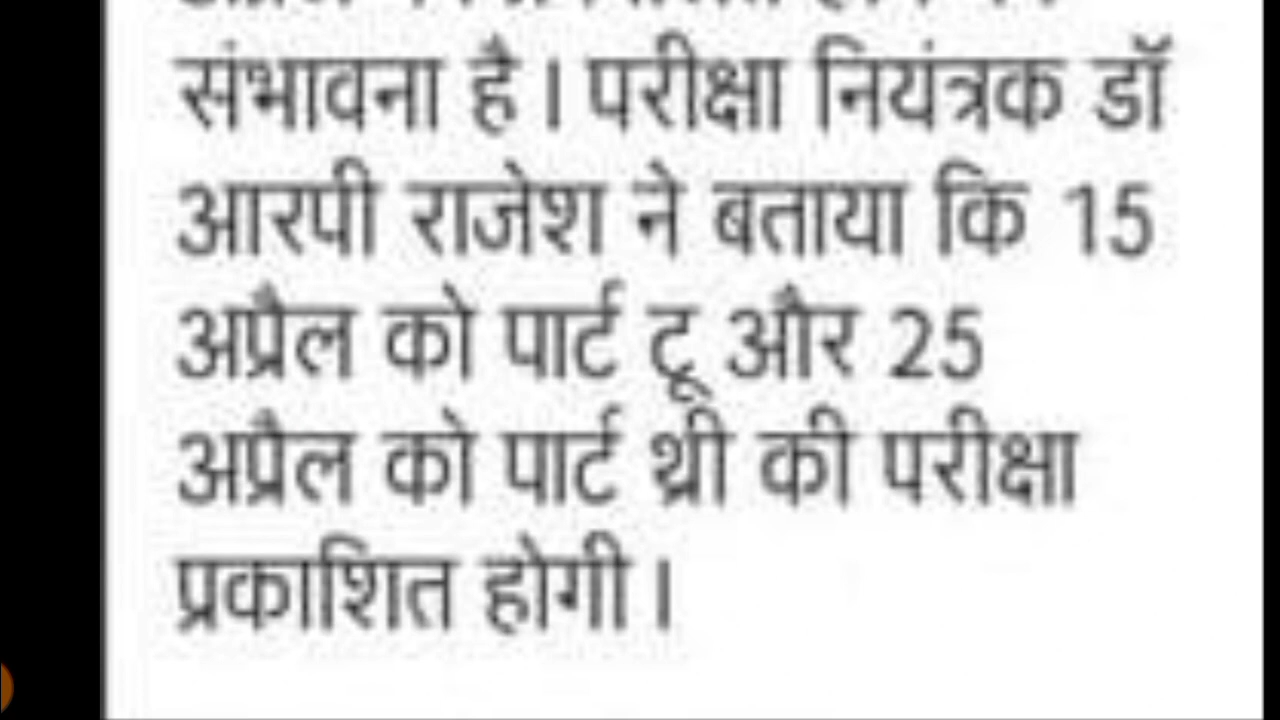 संभावना है। परीक्षा नियंत्रक डॉ
आरपी राजेश ने बताया कि 15
अप्रैल को पार्ट टू और 25
अप्रैल को पार्ट थ्री की परीक्षा
प्रकाशित होगी।